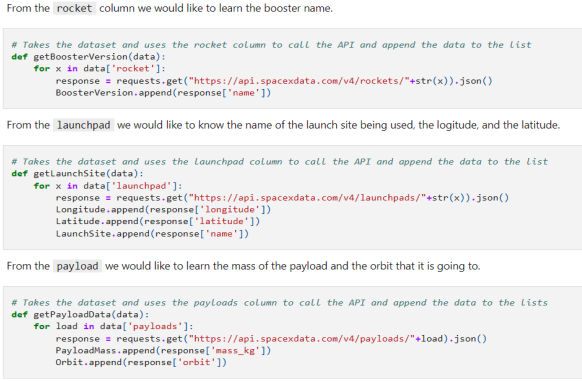 From the rocket column we would like to learn the booster name.
# Takes the dataset and uses the rocket column to call the API and append the data to the list
def getBoosterVersion(data):
    for x in data['rocket']:
        response = requests.get("https://api.spacexdata.com/v4/rockets/"+str(x)).json()
        BoosterVersion.append(response['name'])
From the launchpad we would like to know the name of the launch site being used, the logitude, and the latitude.
# Takes the dataset and uses the launchpad column to call the API and append the data to the list
def getLaunchSite(data):
    for x in data['launchpad']:
        response = requests.get("https://api.spacexdata.com/v4/launchpads/"+str(x)).json()
        Longitude.append(response['longitude'])
        Latitude.append(response['latitude'])
        LaunchSite.append(response['name'])
From the payload we would like to learn the mass of the payload and the orbit that it is going to.
# Takes the dataset and uses the payloads column to call the API and append the data to the lists
def getPayloadData(data):
    for load in data['payloads']:
        response = requests.get("https://api.spacexdata.com/v4/payloads/"+load).json()
        PayloadMass.append(response['mass_kg'])
        Orbit.append(response['orbit'])